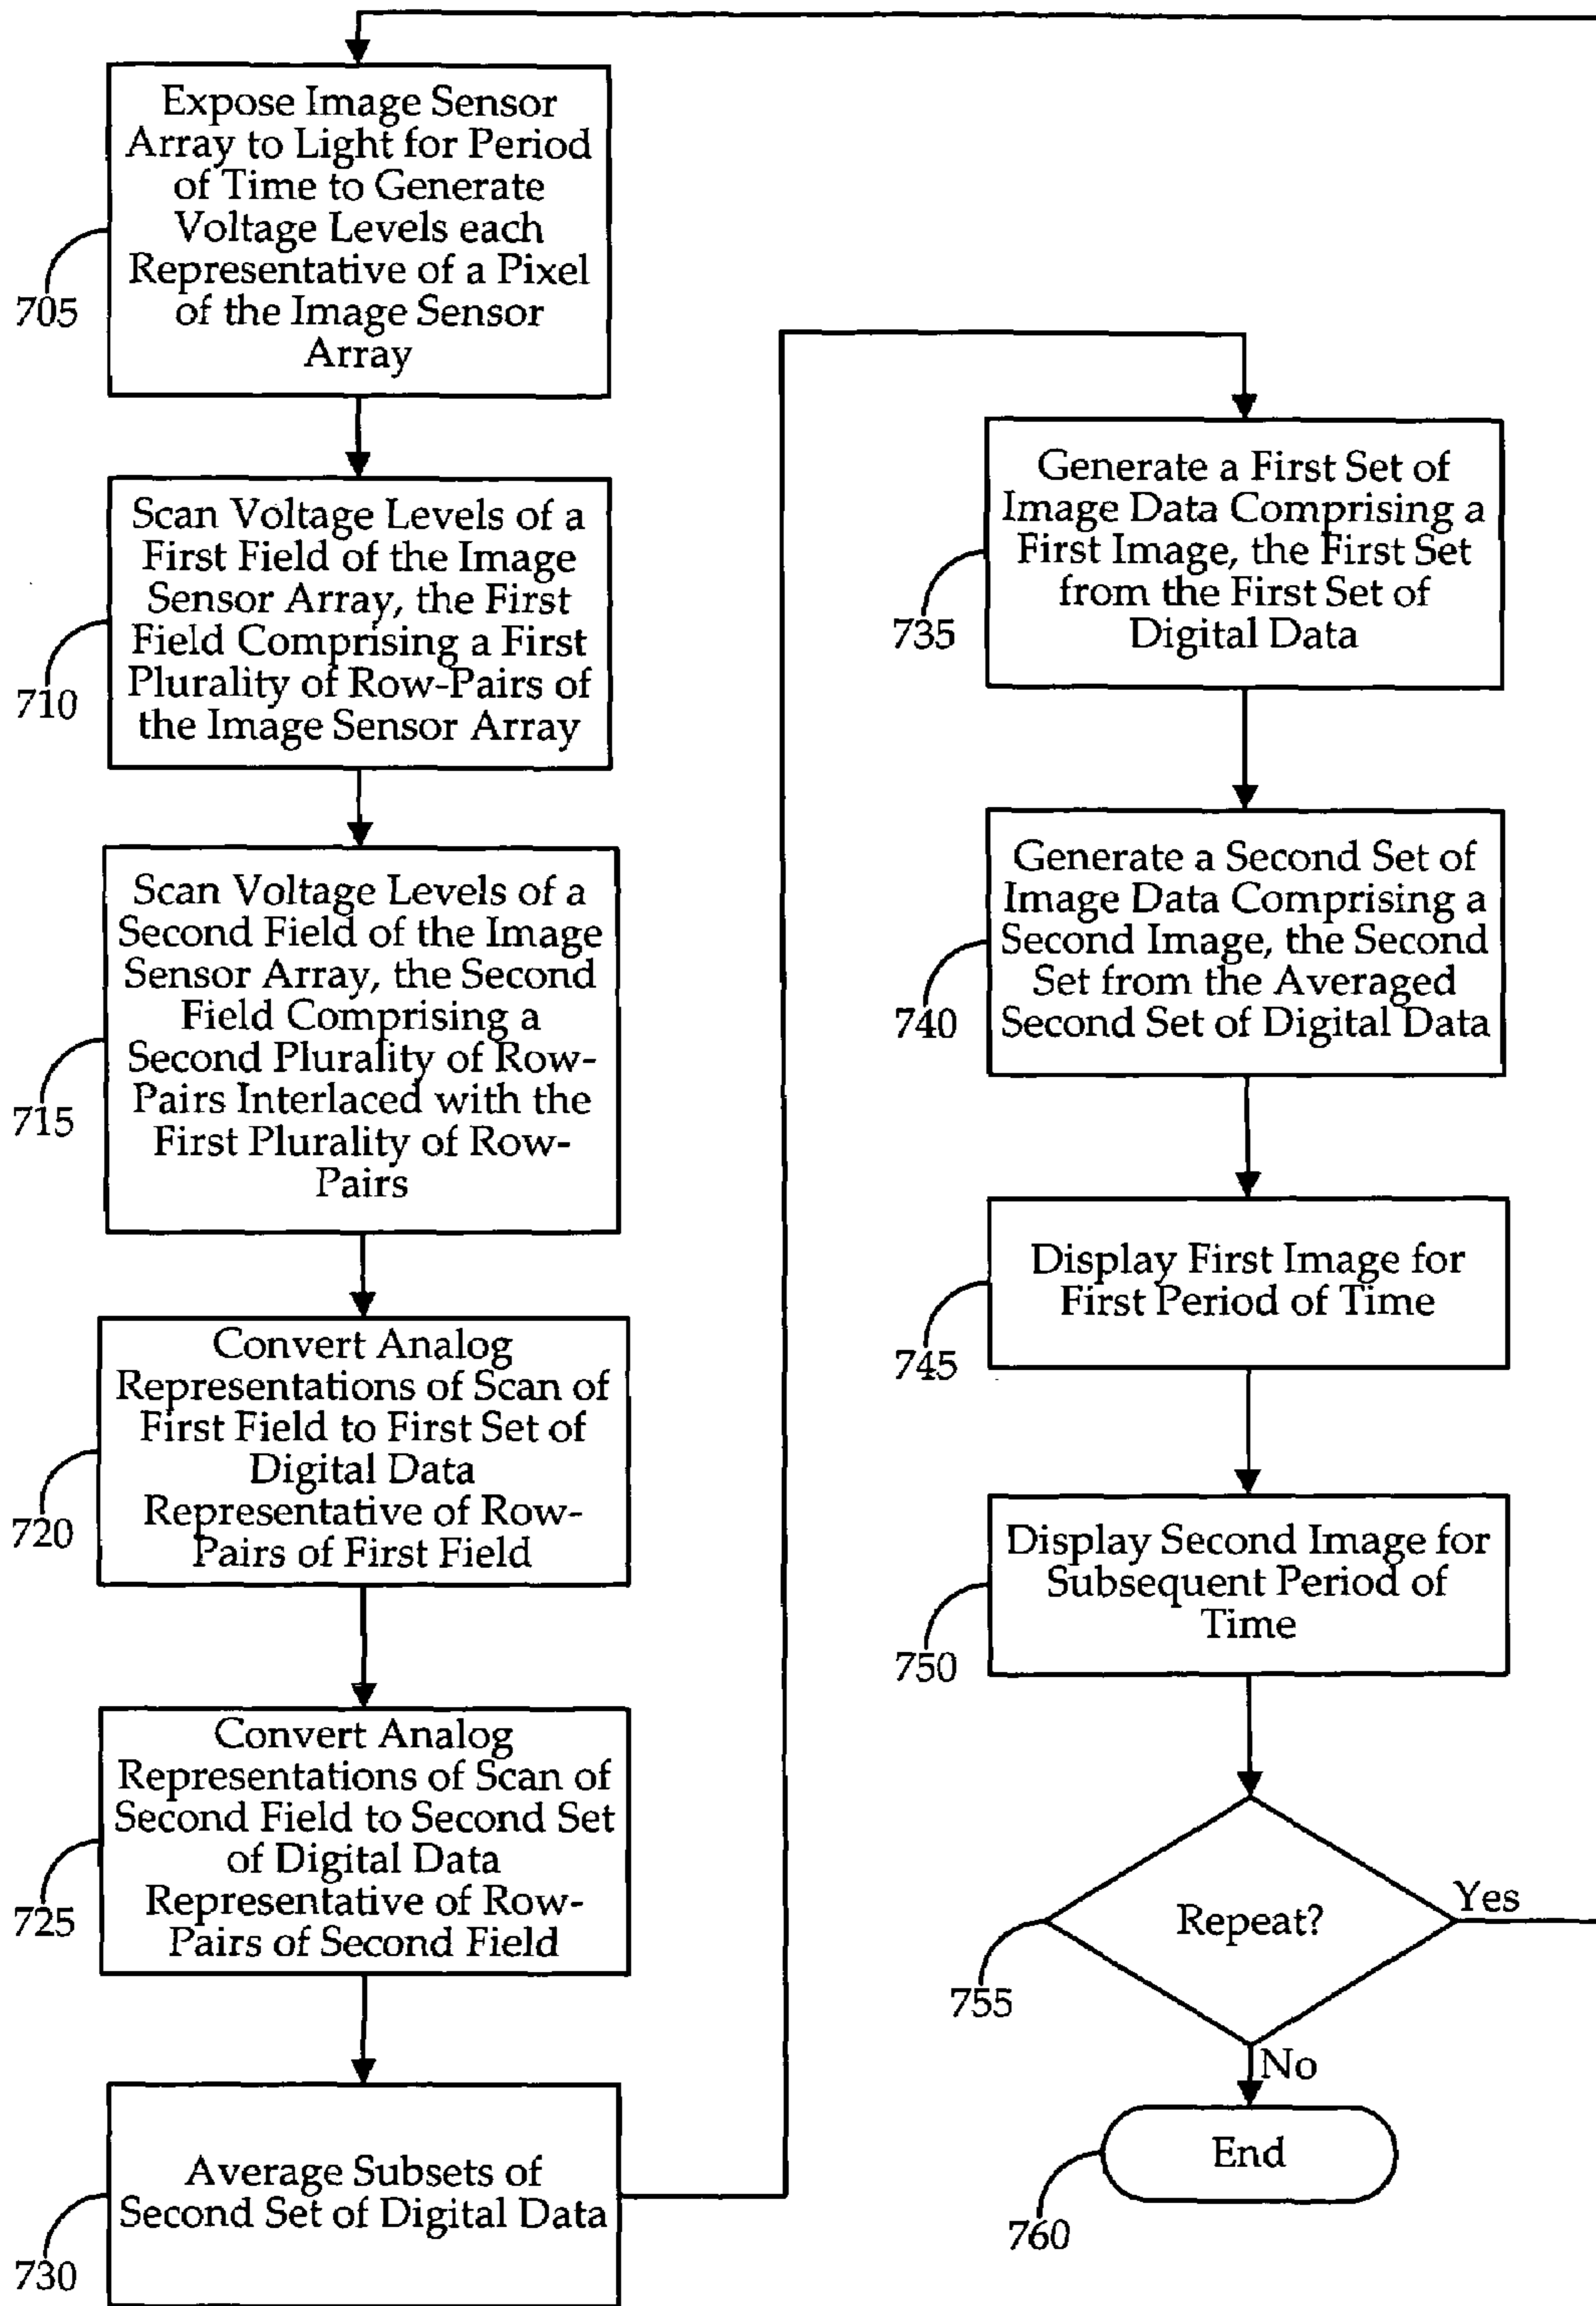 Expose Image Sensor
Array to Light for Period
of Time to Generate
Voltage Levels each
Representative of a Pixel
of the Image Sensor
Array
705
Scan Voltage Levels of a
First Field of the Image
Sensor Array, the First
Field Comprising a First
Plurality of Row-Pairs of
the Image Sensor Array
710
Scan Voltage Levels of a
Second Field of the Image
Sensor Array, the Second
Field Comprising a
Second Plurality of Row-
Pairs Interlaced with the
First Plurality of Row-
Pairs
715
Convert Analog
Representations of Scan of
First Field to First Set of
Digital Data
Representative of Row-
Pairs of First Field
720
Convert Analog
Representations of Scan of
Second Field to Second Set
of Digital Data
Representative of Row-
Pairs of Second Field
725
Average Subsets of
Second Set of Digital Data
730
Generate a First Set of
Image Data Comprising a
First Image, the First Set
from the First Set of
Digital Data
735
Generate a Second Set of
Image Data Comprising a
Second Image, the Second
Set from the Averaged
Second Set of Digital Data
740
Display First Image for
First Period of Time
745
Display Second Image for
Subsequent Period of
Time
750
Repeat?
Yes
755
No
End
760